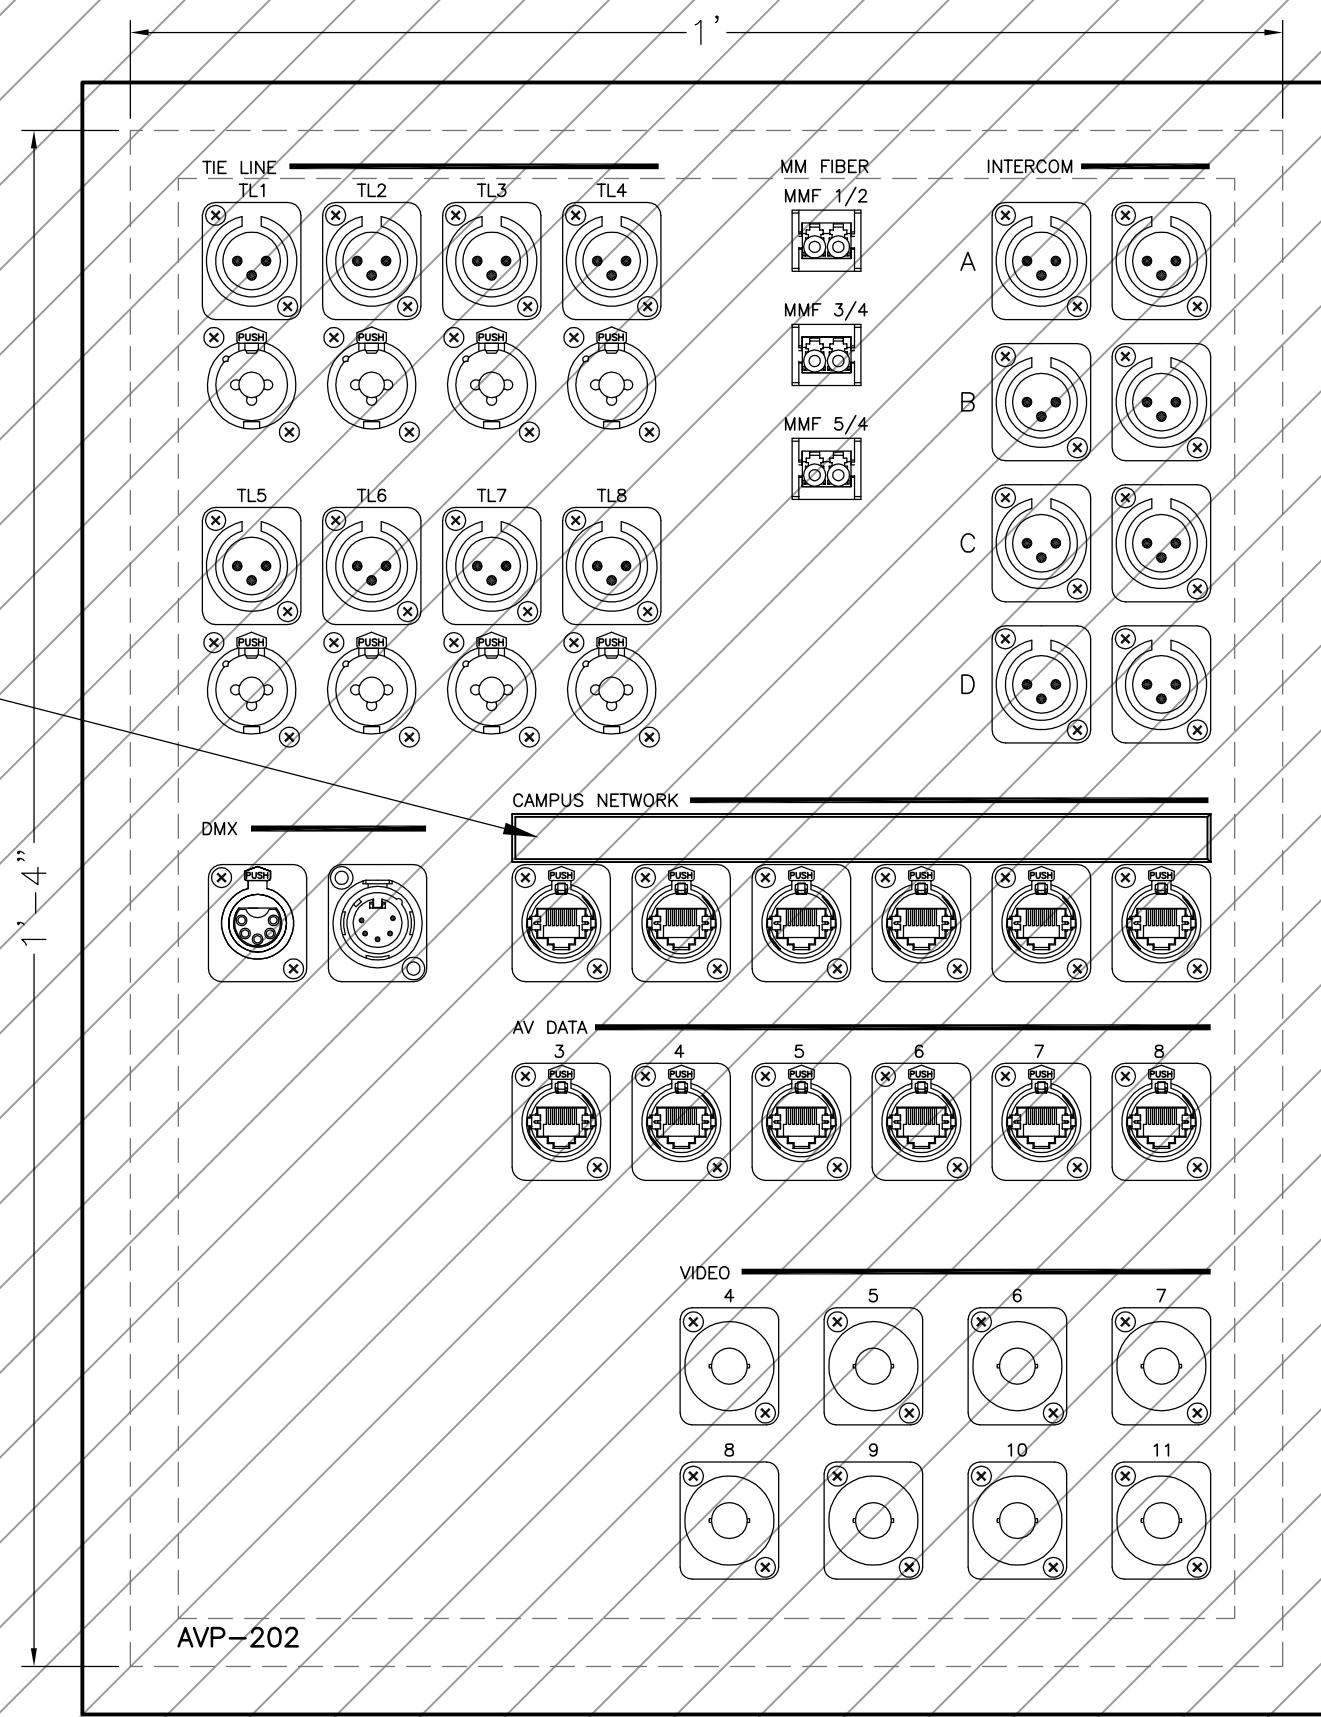 1'
TIE LINE
TL1 TL2 TL3 TL4
PUSH PUSH PUSH PUSH
TL5 TL6 TL7 TL8
PUSH PUSH PUSH PUSH
MM FIBER
MMF 1/2
MMF 3/4
MMF 5/4
INTERCOM
A
B
C
D
1'-4"
DMX
PUSH
CAMPUS NETWORK
PUSH PUSH PUSH PUSH PUSH PUSH
AV DATA
3 4 5 6 7 8
PUSH PUSH PUSH PUSH PUSH PUSH
VIDEO
4 5 6 7
8 9 10 11
AVP-202